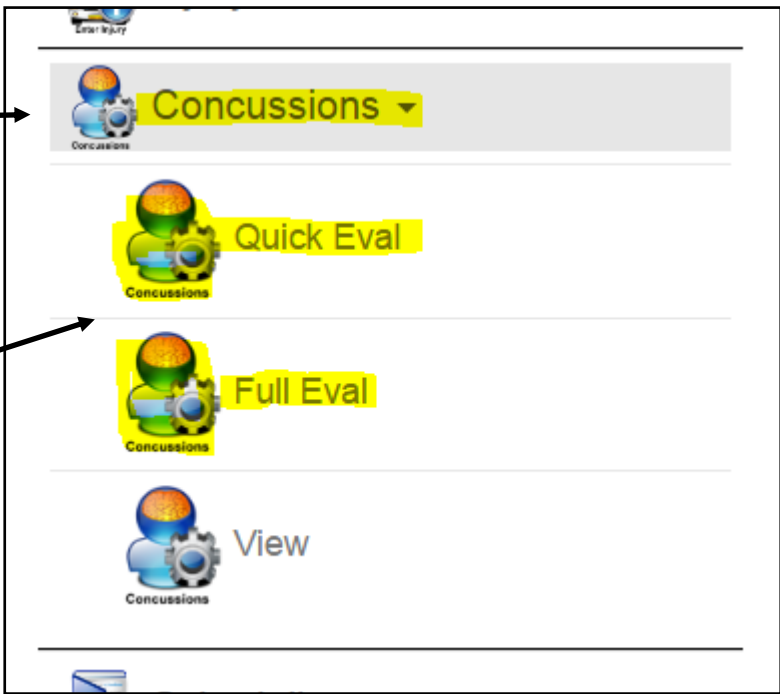 Enter Injury
Concussions
Concussions
Quick Eval
Concussions
Full Eval
Concussions
View
Concussions